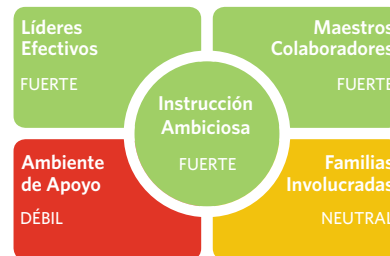 Líderes
Efectivos
FUERTE
Maestros
Colaboradores
FUERTE
Instrucción
Ambiciosa
FUERTE
Ambiente
de Apoyo
DÉBIL
Familias
Involucradas
NEUTRAL